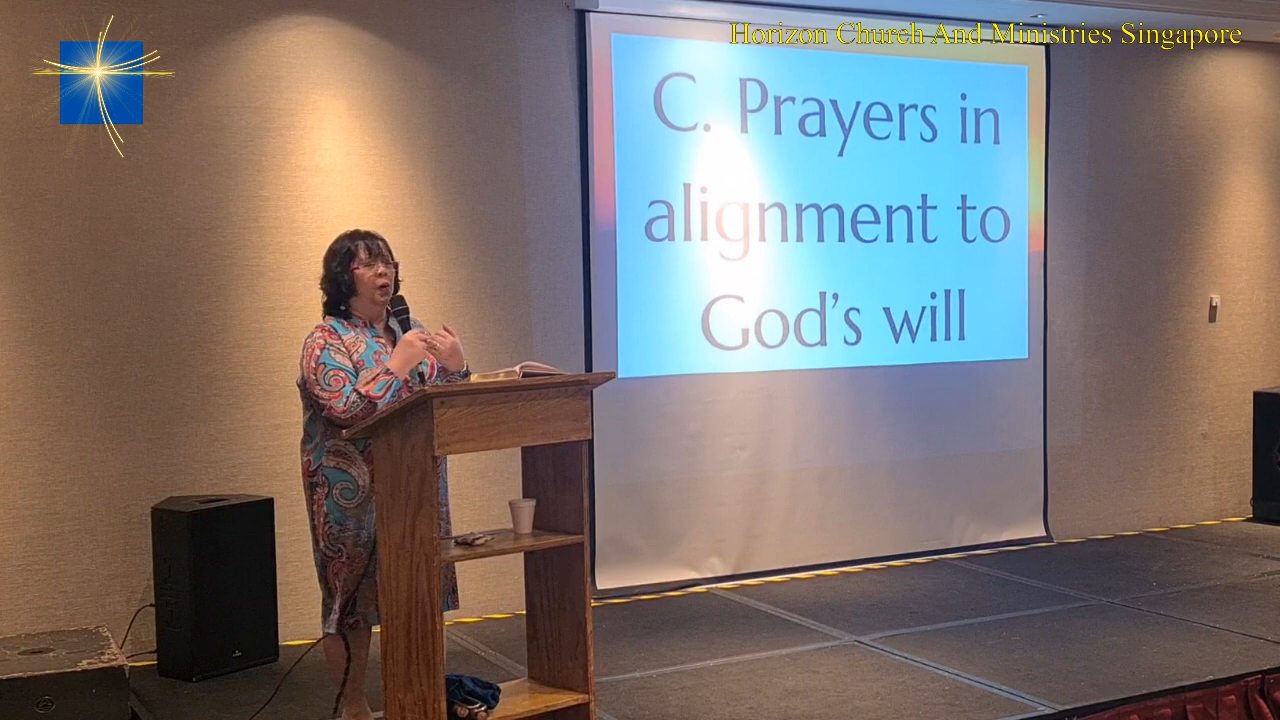 Horizon Church And Ministries Singapore
C. Prayers in
alignment to
God's will